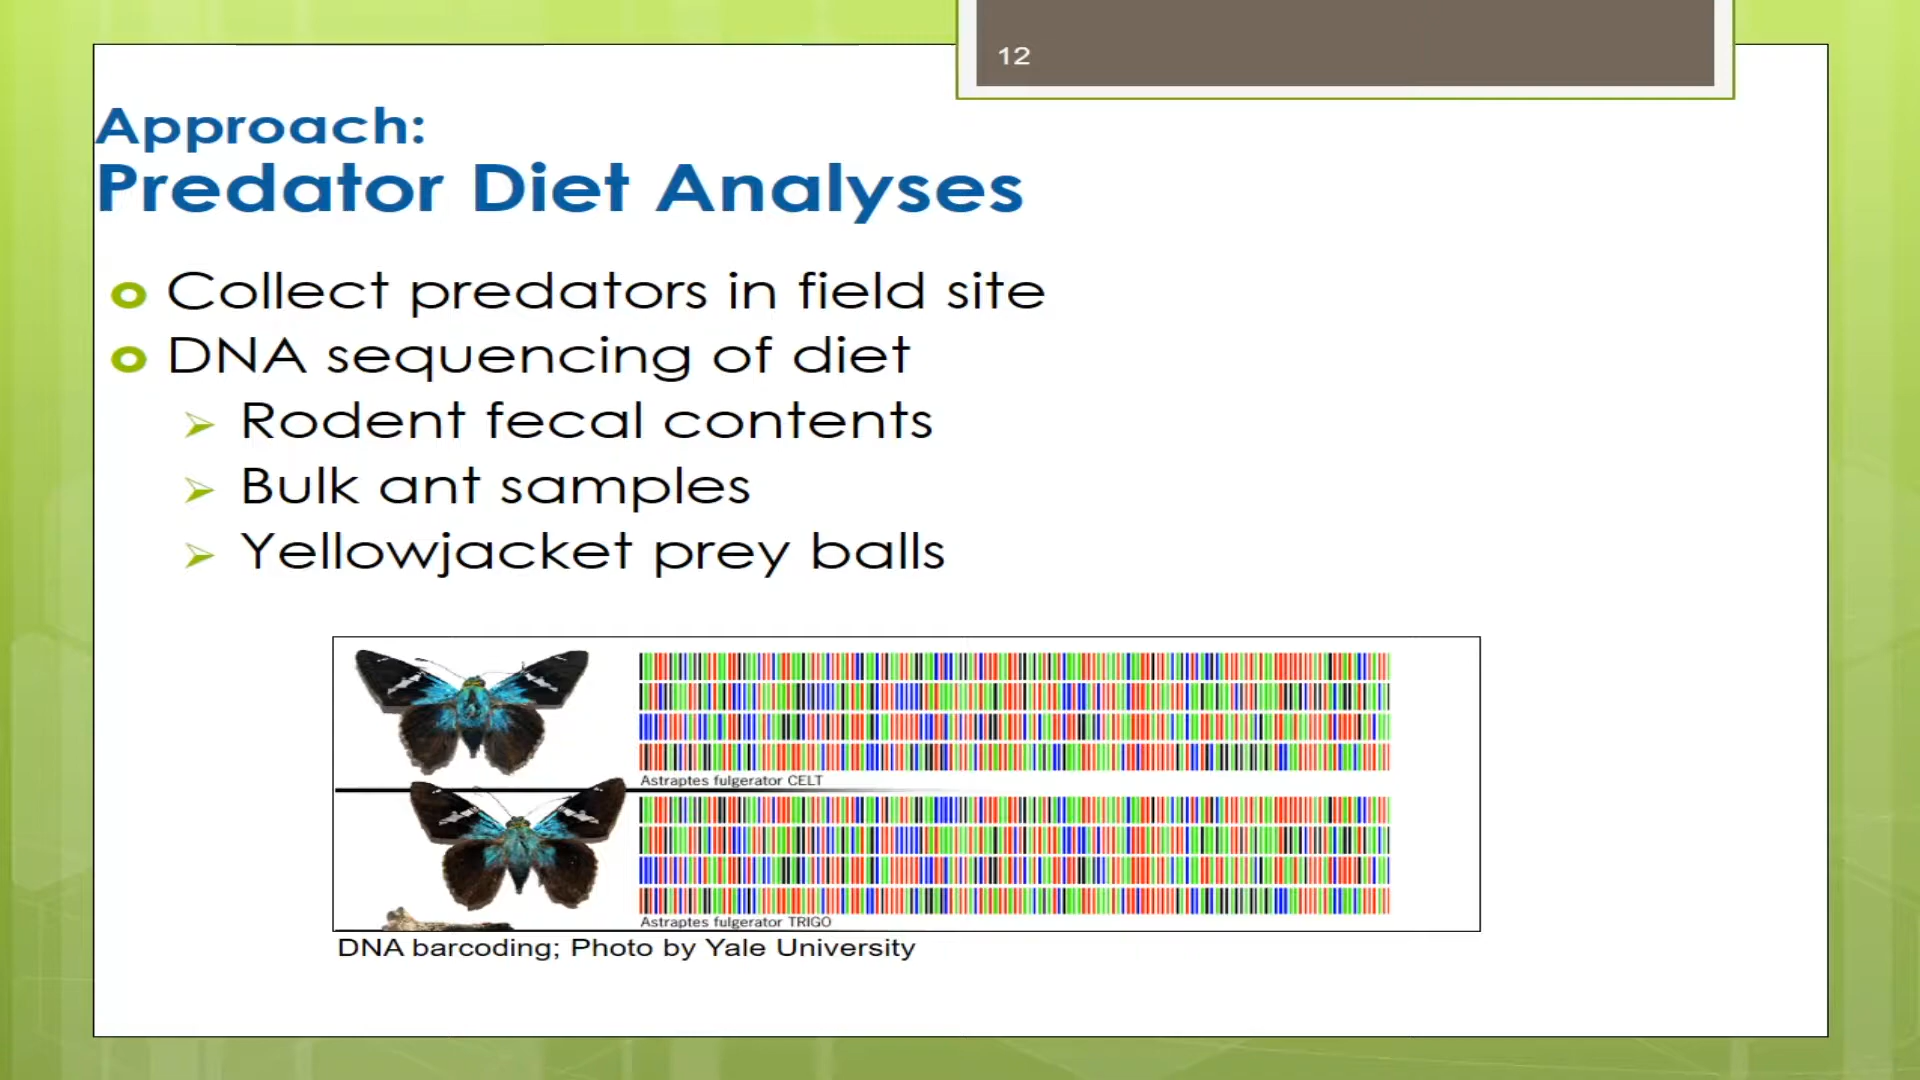 12
Approach:
Predator Diet Analyses
Collect predators in field site
DNA sequencing of diet
Rodent fecal contents
Bulk ant samples
Yellowjacket prey balls
Astraptes fulgerator CELT
Astraptes fulgerator TRIGO
DNA barcoding; Photo by Yale University